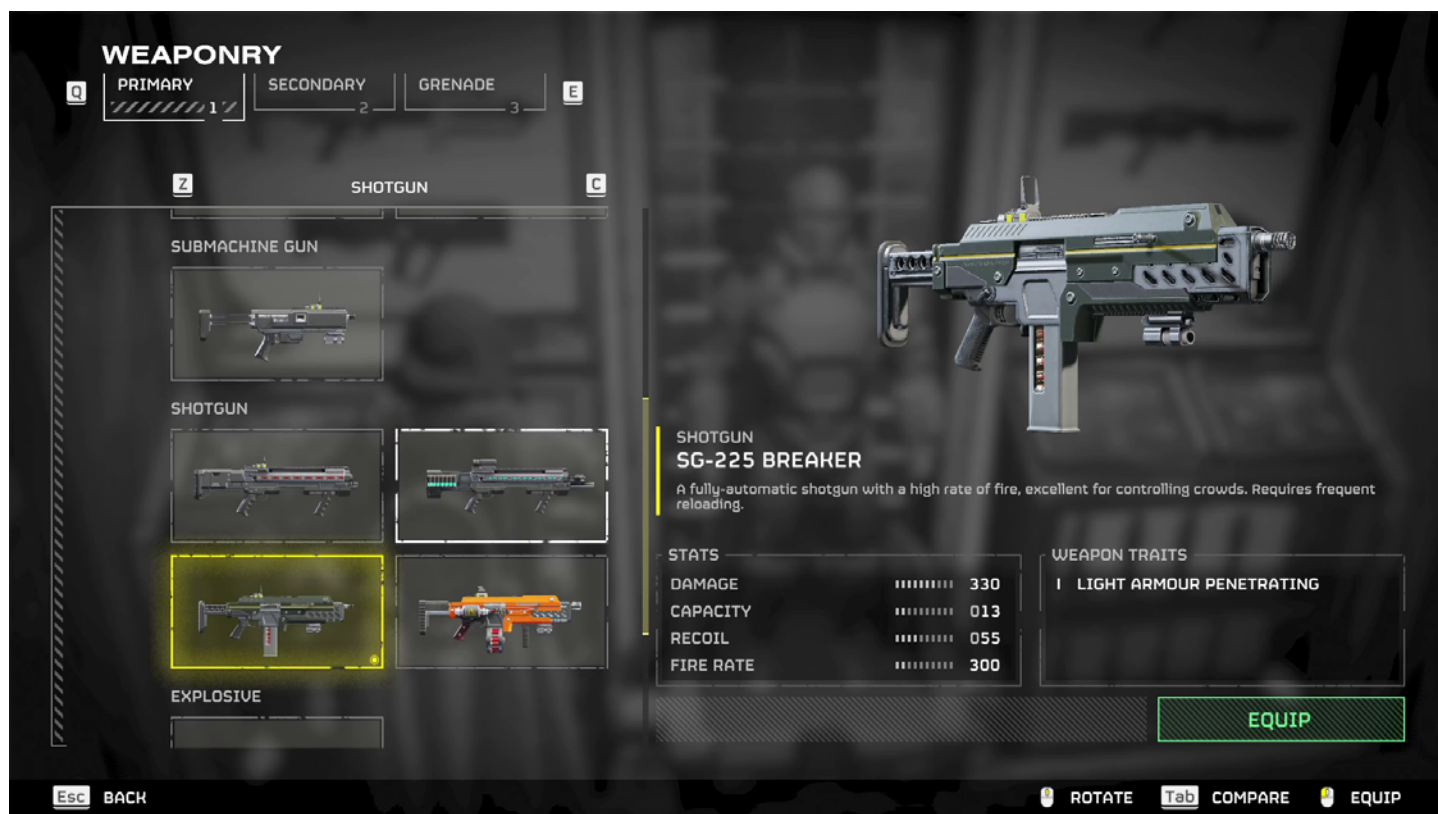 WEAPONRY
Q
PRIMARY
1
SECONDARY
2
GRENADE
3
E
Z
SHOTGUN
C
SUBMACHINE GUN
SHOTGUN
EXPLOSIVE
SHOTGUN
SG-225 BREAKER
A fully-automatic shotgun with a high rate of fire, excellent for controlling crowds. Requires frequent
reloading.
STATS
DAMAGE 330
CAPACITY 013
RECOIL 055
FIRE RATE 300
WEAPON TRAITS
I LIGHT ARMOUR PENETRATING
EQUIP
Esc BACK
ROTATE Tab COMPARE EQUIP